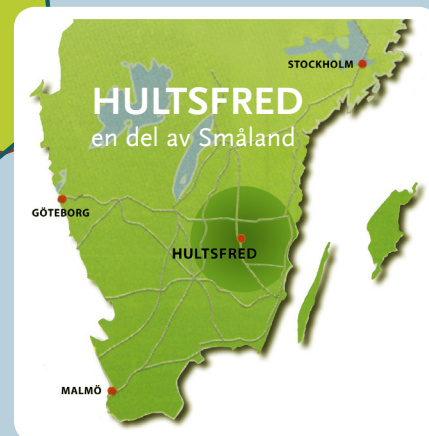 STOCKHOLM
HULTSFRED
en del av Småland
GÖTEBORG
HULTSFRED
MALMÖ